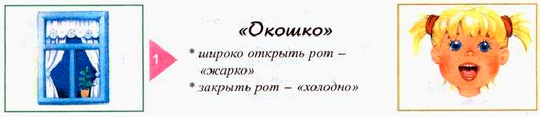 «Окошко»
1
* широко открыть рот –
«жарко»
* закрыть рот – «холодно»